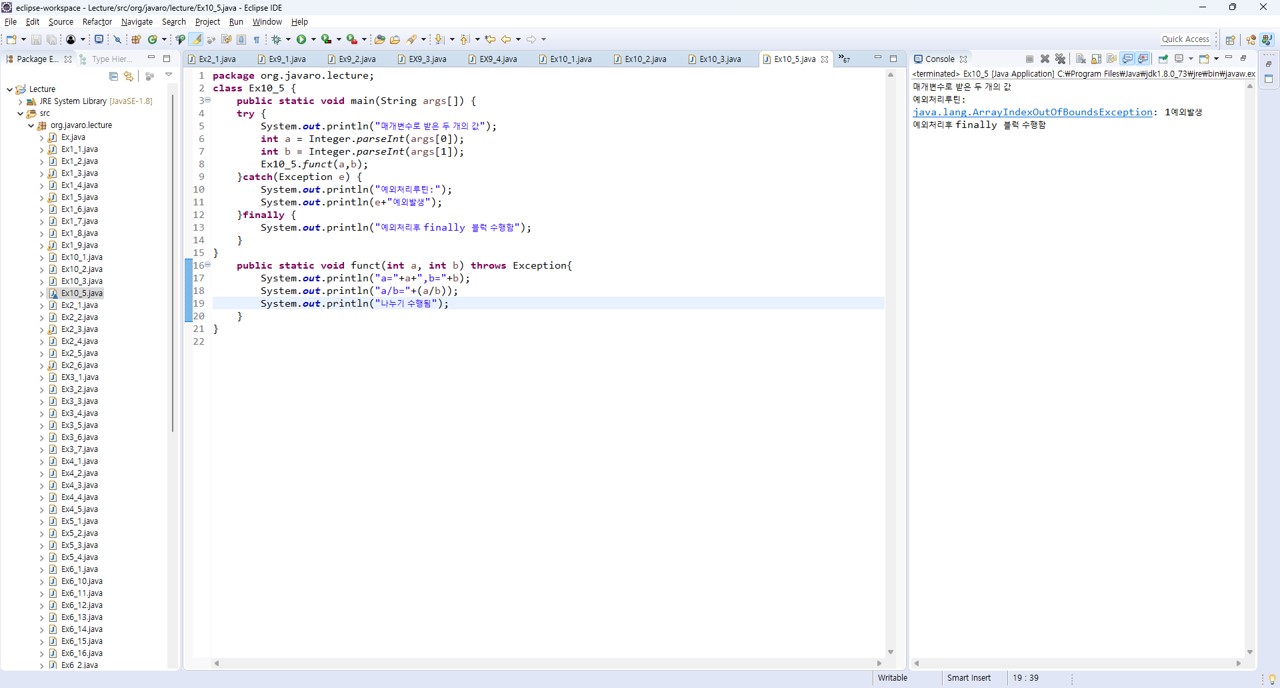 eclipse-workspace - Lecture/src/org/javaro/lecture/Ex10_5.java - Eclipse IDE
File Edit Source Refactor Navigate Search Project Run Window Help
Quick Access
Package E... Type Hier...
Ex2_1.java Ex9_1.java Ex9_2.java EX9_3.java EX9_4.java Ex10_1.java Ex10_2.java Ex10_3.java Ex10_5.java »67
Console
Lecture
JRE System Library [JavaSE-1.8]
src
org.javaro.lecture
Ex.java
Ex1_1.java
Ex1_2.java
Ex1_3.java
Ex1_4.java
Ex1_5.java
Ex1_6.java
Ex1_7.java
Ex1_8.java
Ex1_9.java
Ex10_1.java
Ex10_2.java
Ex10_3.java
Ex10_5.java
Ex2_1.java
Ex2_2.java
Ex2_3.java
Ex2_4.java
Ex2_5.java
Ex2_6.java
EX3_1.java
Ex3_2.java
Ex3_3.java
Ex3_4.java
Ex3_5.java
Ex3_6.java
Ex3_7.java
Ex4_1.java
Ex4_2.java
Ex4_3.java
Ex4_4.java
Ex4_5.java
Ex5_1.java
Ex5_2.java
Ex5_3.java
Ex5_4.java
Ex6_1.java
Ex6_10.java
Ex6_11.java
Ex6_12.java
Ex6_13.java
Ex6_14.java
Ex6_15.java
Ex6_16.java
Ex6_2.java
1 package org.javaro.lecture;
2 class Ex10_5 {
3 public static void main(String args[]) {
4 try {
5 System.out.println("매개변수로 받은 두 개의 값");
6 int a = Integer.parseInt(args[0]);
7 int b = Integer.parseInt(args[1]);
8 Ex10_5.funct(a,b);
9 }catch(Exception e) {
10 System.out.println("예외처리루틴:");
11 System.out.println(e+"예외발생");
12 }finally {
13 System.out.println("예외처리후 finally 블럭 수행함");
14 }
15 }
16 public static void funct(int a, int b) throws Exception{
17 System.out.println("a="+a+",b="+b);
18 System.out.println("a/b="+(a/b));
19 System.out.println("나누기 수행됨");
20 }
21 }
22
<terminated> Ex10_5 [Java Application] C:₩Program Files₩Java₩jdk1.8.0_73₩jre₩bin₩javaw.ex
매개변수로 받은 두 개의 값
예외처리루틴:
java.lang.ArrayIndexOutOfBoundsException: 1예외발생
예외처리후 finally 블럭 수행함
Writable Smart Insert 19 : 39